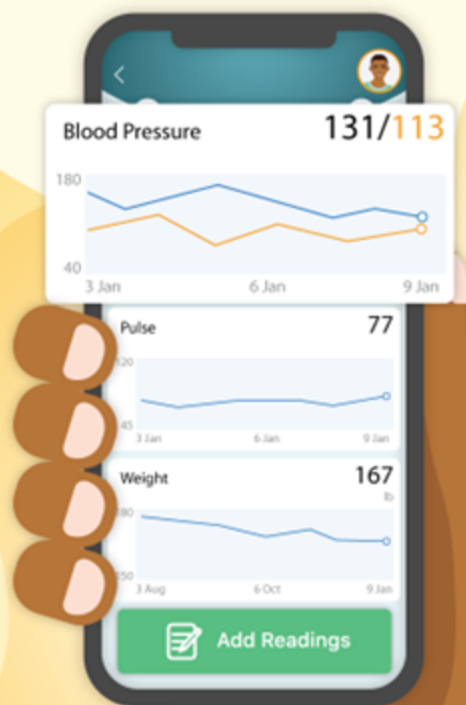 Blood Pressure 131/113
180
40
3 Jan 6 Jan 9 Jan
Pulse 77
120
45
3 Jan 6 Jan 9 Jan
Weight 167
lb
180
150
3 Aug 6 Oct 9 Jan
Add Readings